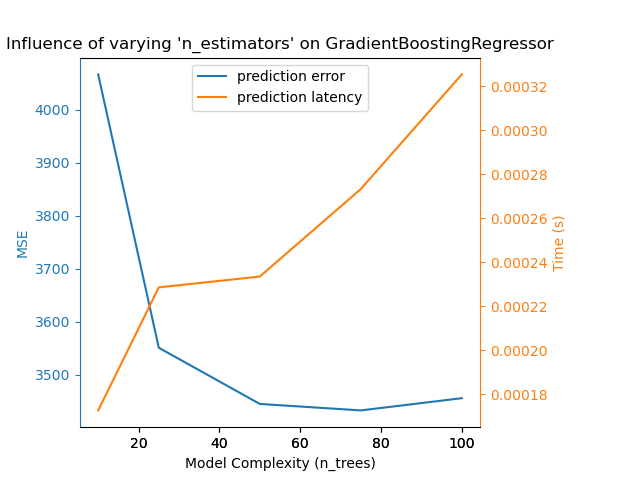 Influence of varying 'n_estimators' on GradientBoostingRegressor
prediction error
prediction latency
4000
3900
3800
3700
3600
3500
MSE
0.00032
0.00030
0.00028
0.00026
0.00024
0.00022
0.00020
0.00018
Time (s)
20 40 60 80 100
Model Complexity (n_trees)